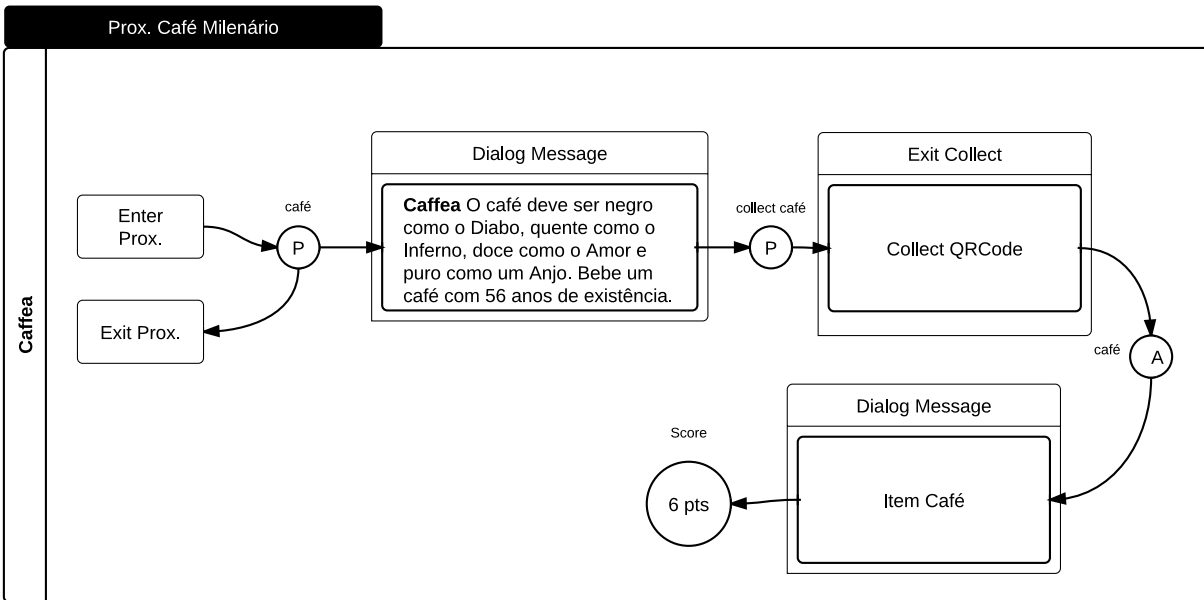 Prox. Café Milenário
Caffea
Enter
Prox.
Exit Prox.
café
P
Dialog Message
Caffea O café deve ser negro
como o Diabo, quente como o
Inferno, doce como o Amor e
puro como um Anjo. Bebe um
café com 56 anos de existência.
collect café
P
Exit Collect
Collect QRCode
café
A
Dialog Message
Item Café
Score
6 pts